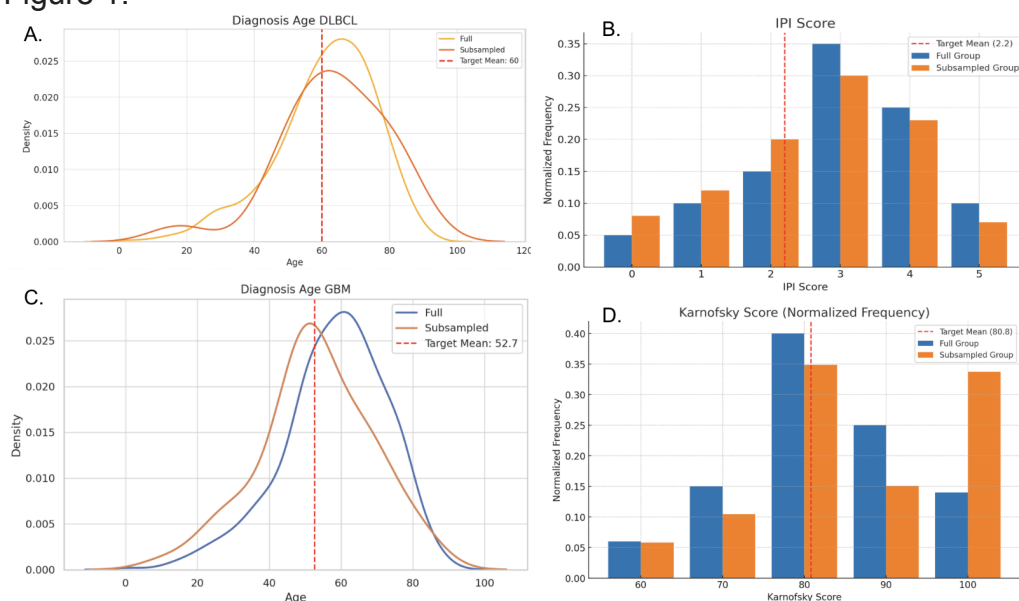 Figure 1.
A.
Diagnosis Age DLBCL
Full
Subsampled
Target Mean: 60
0.025
0.020
0.015
0.010
0.005
0.000
Density
0 20 40 60 80 100 120
Age
B.
IPI Score
Target Mean (2.2)
Full Group
Subsampled Group
0.35
0.30
0.25
0.20
0.15
0.10
0.05
0.00
Normalized Frequency
0 1 2 3 4 5
IPI Score
C.
Diagnosis Age GBM
Full
Subsampled
Target Mean: 52.7
0.025
0.020
0.015
0.010
0.005
0.000
Density
0 20 40 60 80 100
Age
D.
Karnofsky Score (Normalized Frequency)
Target Mean (80.8)
Full Group
Subsampled Group
0.40
0.35
0.30
0.25
0.20
0.15
0.10
0.05
0.00
Normalized Frequency
60 70 80 90 100
Karnofsky Score